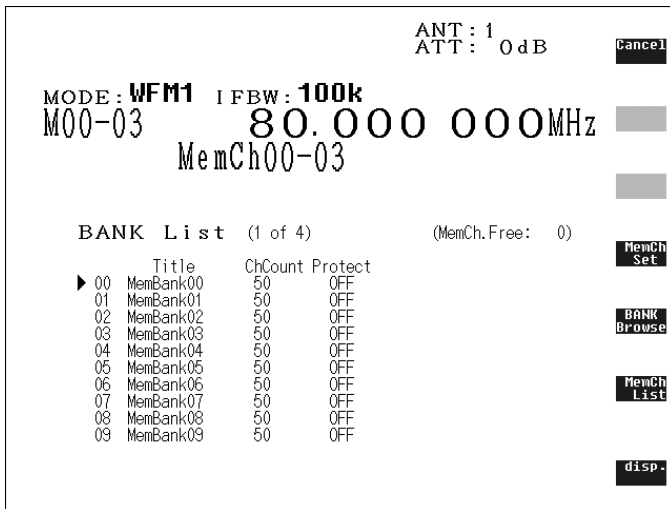 ANT:1
ATT: 0dB
Cancel
MODE:WFM1 IFBW:100k
M00-03 80.000 000MHz
MemCh00-03
BANK List (1 of 4) (MemCh.Free: 0)
MemCh
Set
Title ChCount Protect
▶ 00 MemBank00 50 OFF
01 MemBank01 50 OFF
02 MemBank02 50 OFF
03 MemBank03 50 OFF
04 MemBank04 50 OFF
05 MemBank05 50 OFF
06 MemBank06 50 OFF
07 MemBank07 50 OFF
08 MemBank08 50 OFF
09 MemBank09 50 OFF
BANK
Browse
MemCh
List
disp.